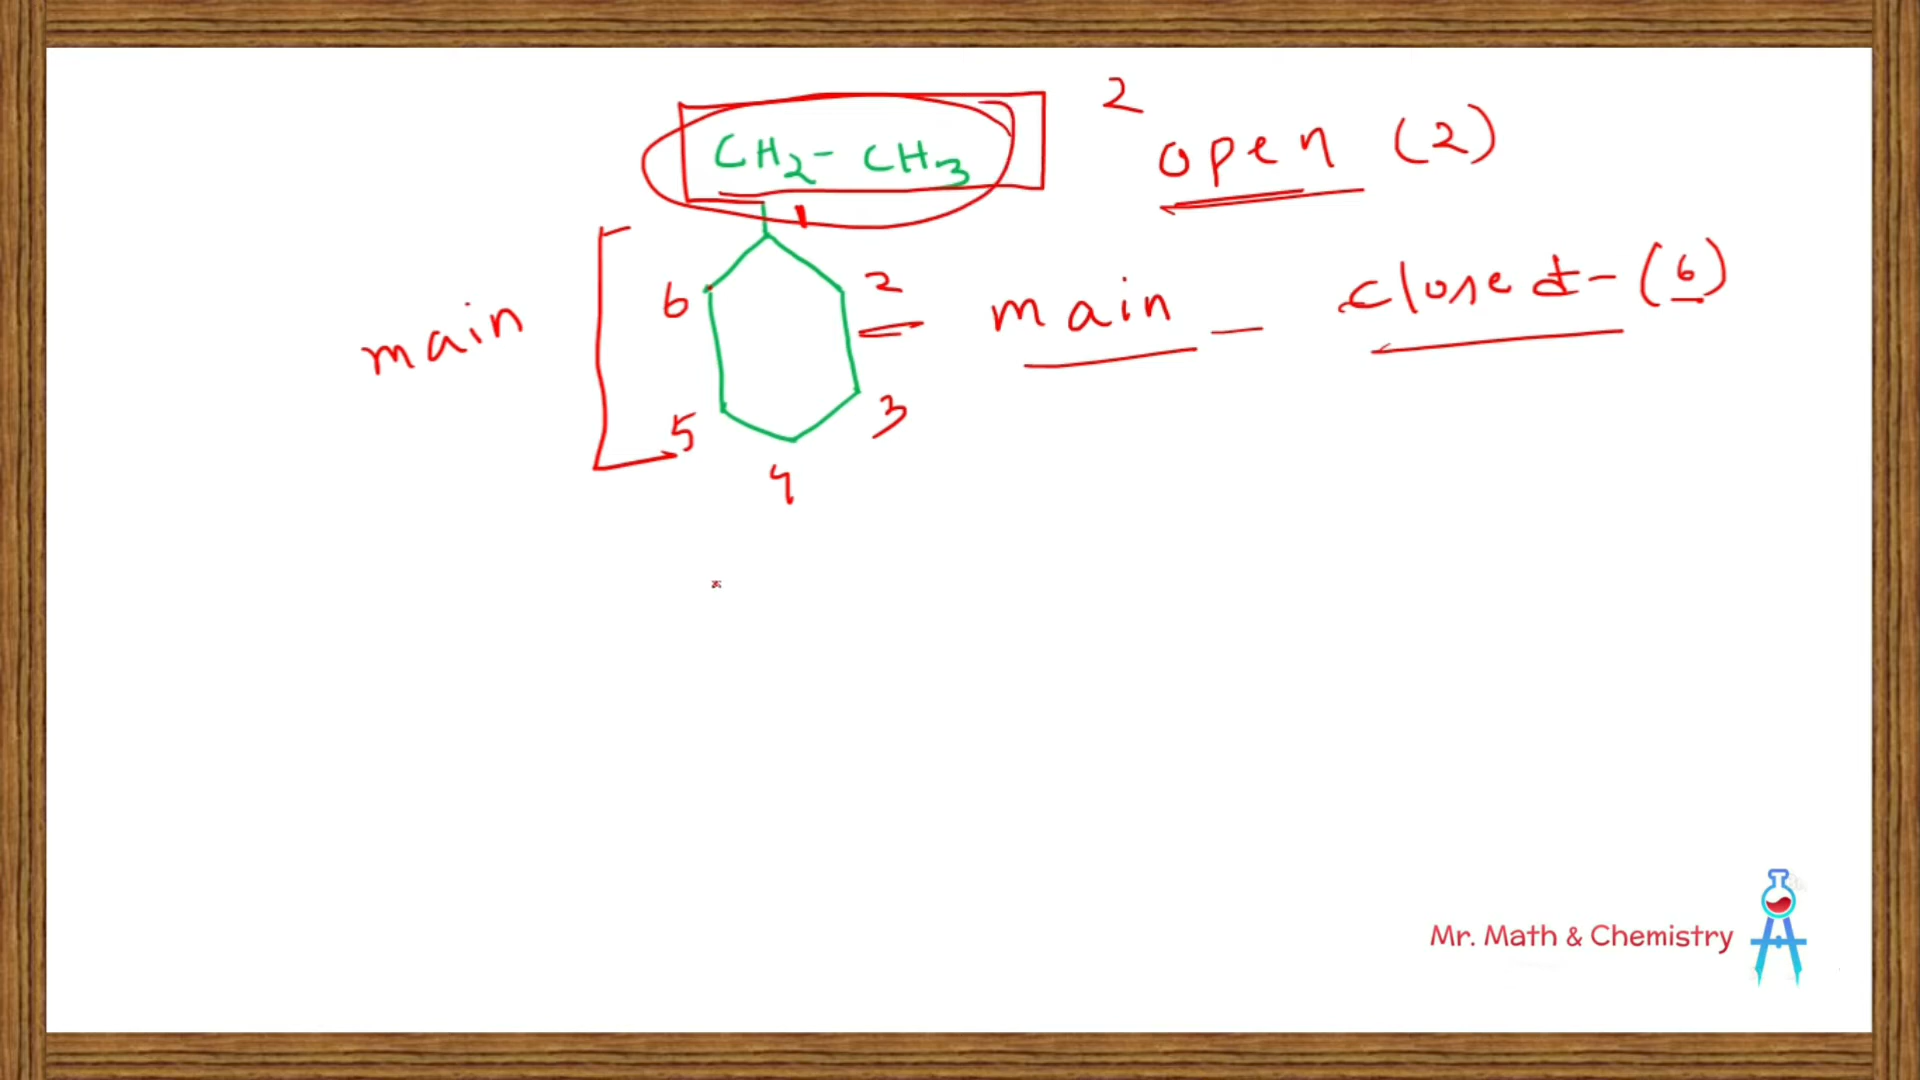 2
CH2- CH3
open (2)
1
6
2
main
main - closed- (6)
5
3
4
Mr. Math & Chemistry